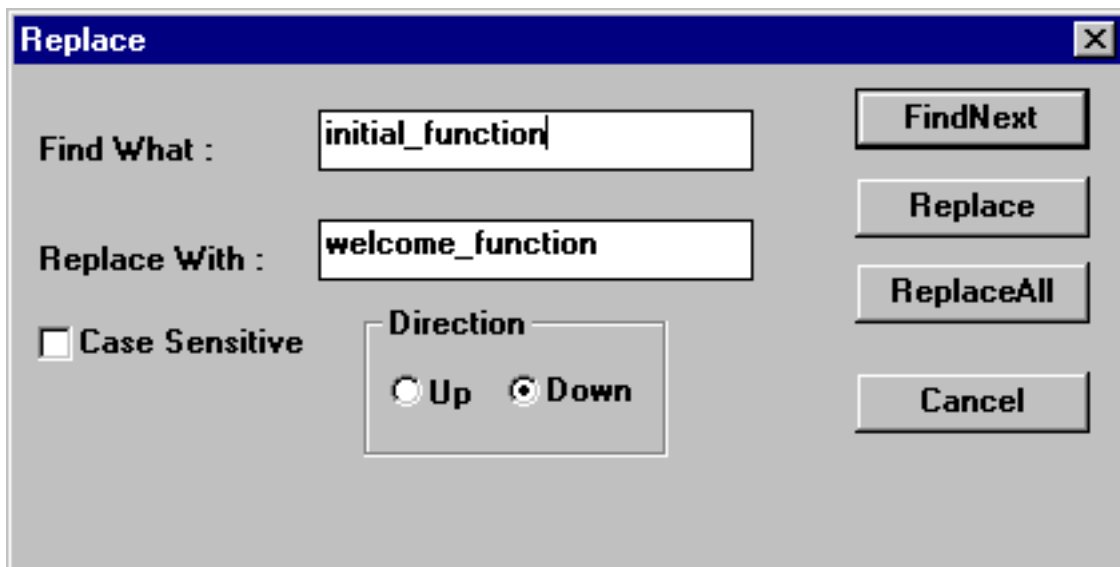 Replace
Find What :
initial_function
FindNext
Replace
Replace With :
welcome_function
ReplaceAll
Case Sensitive
Direction
Up
Down
Cancel